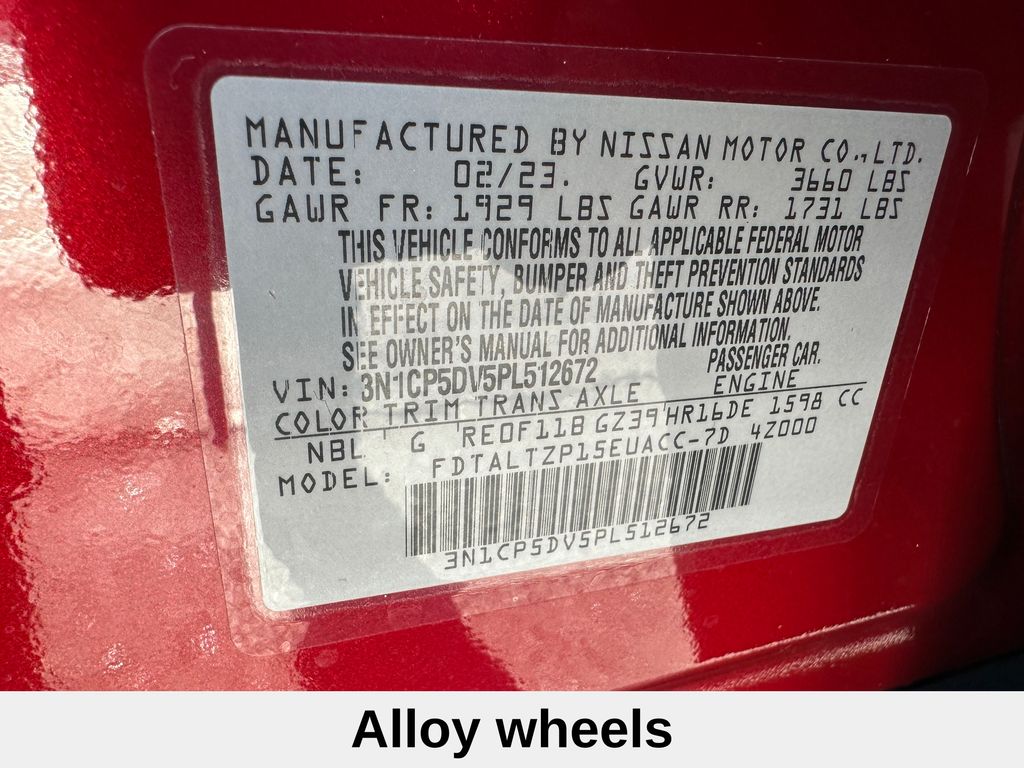 MANUFACTURED BY NISSAN MOTOR CO.,LTD.
DATE: 02/23. GVWR: 3660 LBS
GAWR FR: 1929 LBS GAWR RR: 1731 LBS
THIS VEHICLE CONFORMS TO ALL APPLICABLE FEDERAL MOTOR
VEHICLE SAFETY, BUMPER AND THEFT PREVENTION STANDARDS
IN EFFECT ON THE DATE OF MANUFACTURE SHOWN ABOVE.
SEE OWNER'S MANUAL FOR ADDITIONAL INFORMATION.
VIN: 3N1CP5DV5PL512672 PASSENGER CAR.
COLOR TRIM TRANS AXLE ENGINE
NBL G RE0F11B GZ39 HR16DE 1598 CC
MODEL: FDTALTZP15EUACC-7D 4Z000
3N1CP5DV5PL512672
Alloy wheels